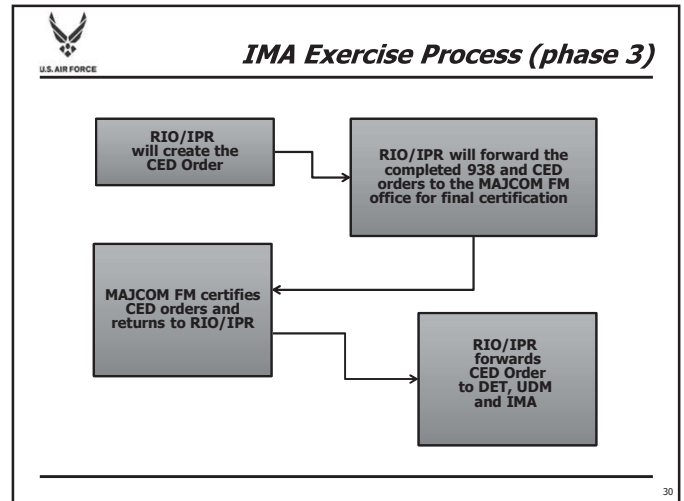 U.S. AIR FORCE
IMA Exercise Process (phase 3)
RIO/IPR
will create the
CED Order
RIO/IPR will forward the
completed 938 and CED
orders to the MAJCOM FM
office for final certification
MAJCOM FM certifies
CED orders and
returns to RIO/IPR
RIO/IPR
forwards
CED Order
to DET, UDM
and IMA
30